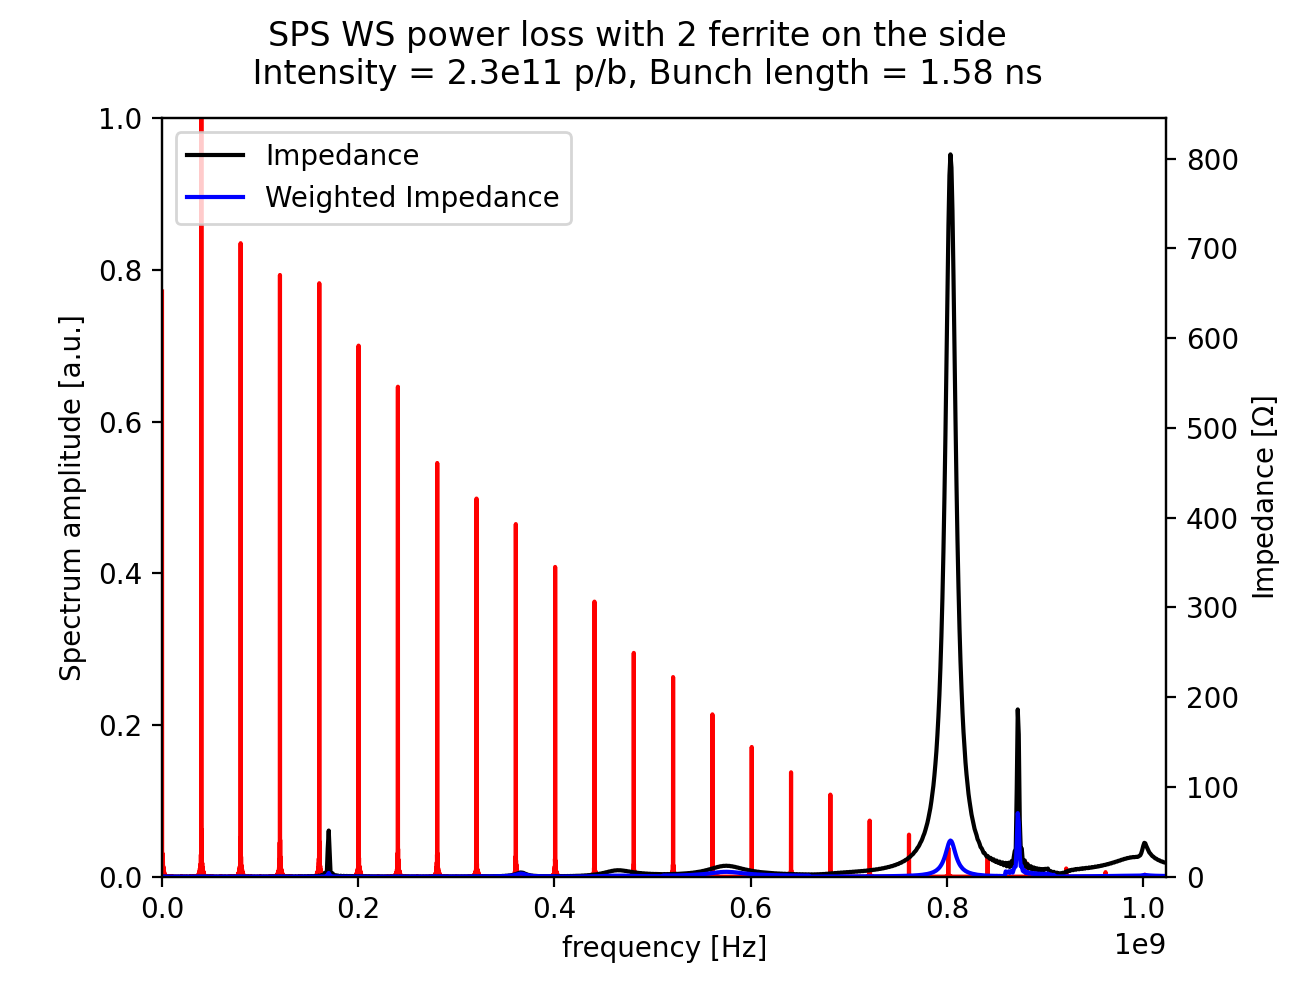 SPS WS power loss with 2 ferrite on the side
Intensity = 2.3e11 p/b, Bunch length = 1.58 ns
Impedance
Weighted Impedance
Spectrum amplitude [a.u.]
1.0
0.8
0.6
0.4
0.2
0.0
800
700
600
500
400
300
200
100
0
Impedance [Ω]
0.0 0.2 0.4 0.6 0.8 1.0
1e9
frequency [Hz]